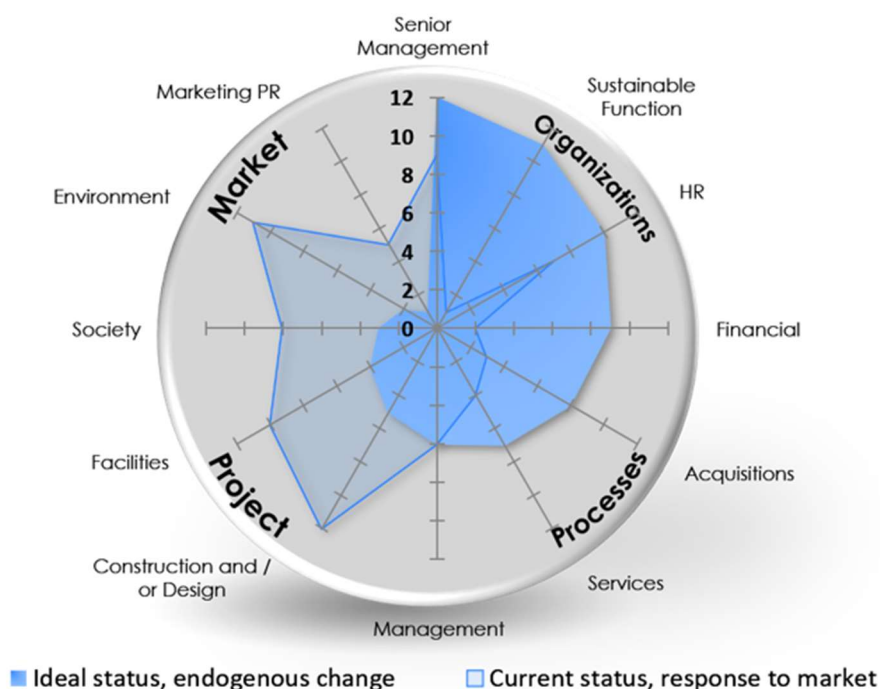 Senior
Management
Marketing PR
Sustainable
Function
12
10
8
6
4
2
0
Market
Organizations
Environment
HR
Society
Financial
Facilities
Acquisitions
Project
Processes
Construction and /
or Design
Services
Management
Ideal status, endogenous change
Current status, response to market